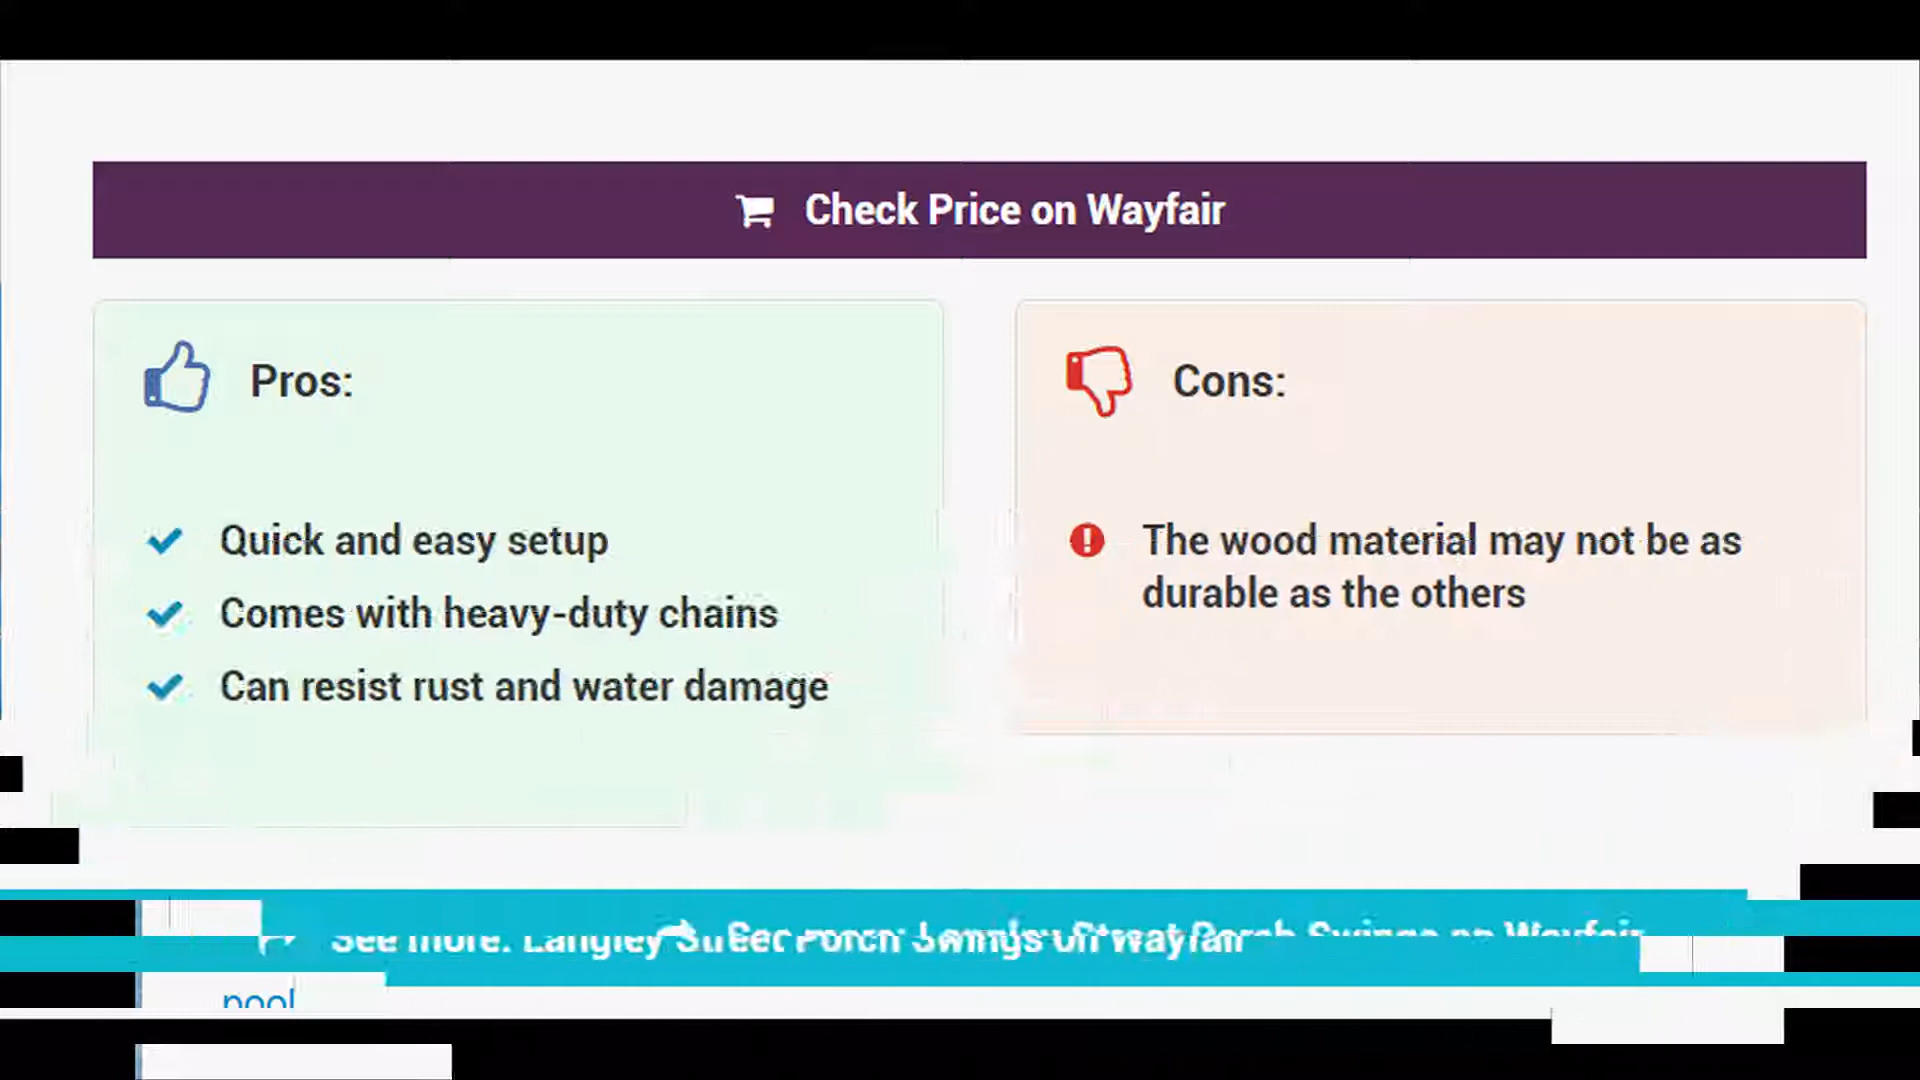 Check Price on Wayfair
Pros:
Quick and easy setup
Comes with heavy-duty chains
Can resist rust and water damage
Cons:
The wood material may not be as
durable as the others
See more: Langley Street Porch Swings on Wayfair
pool